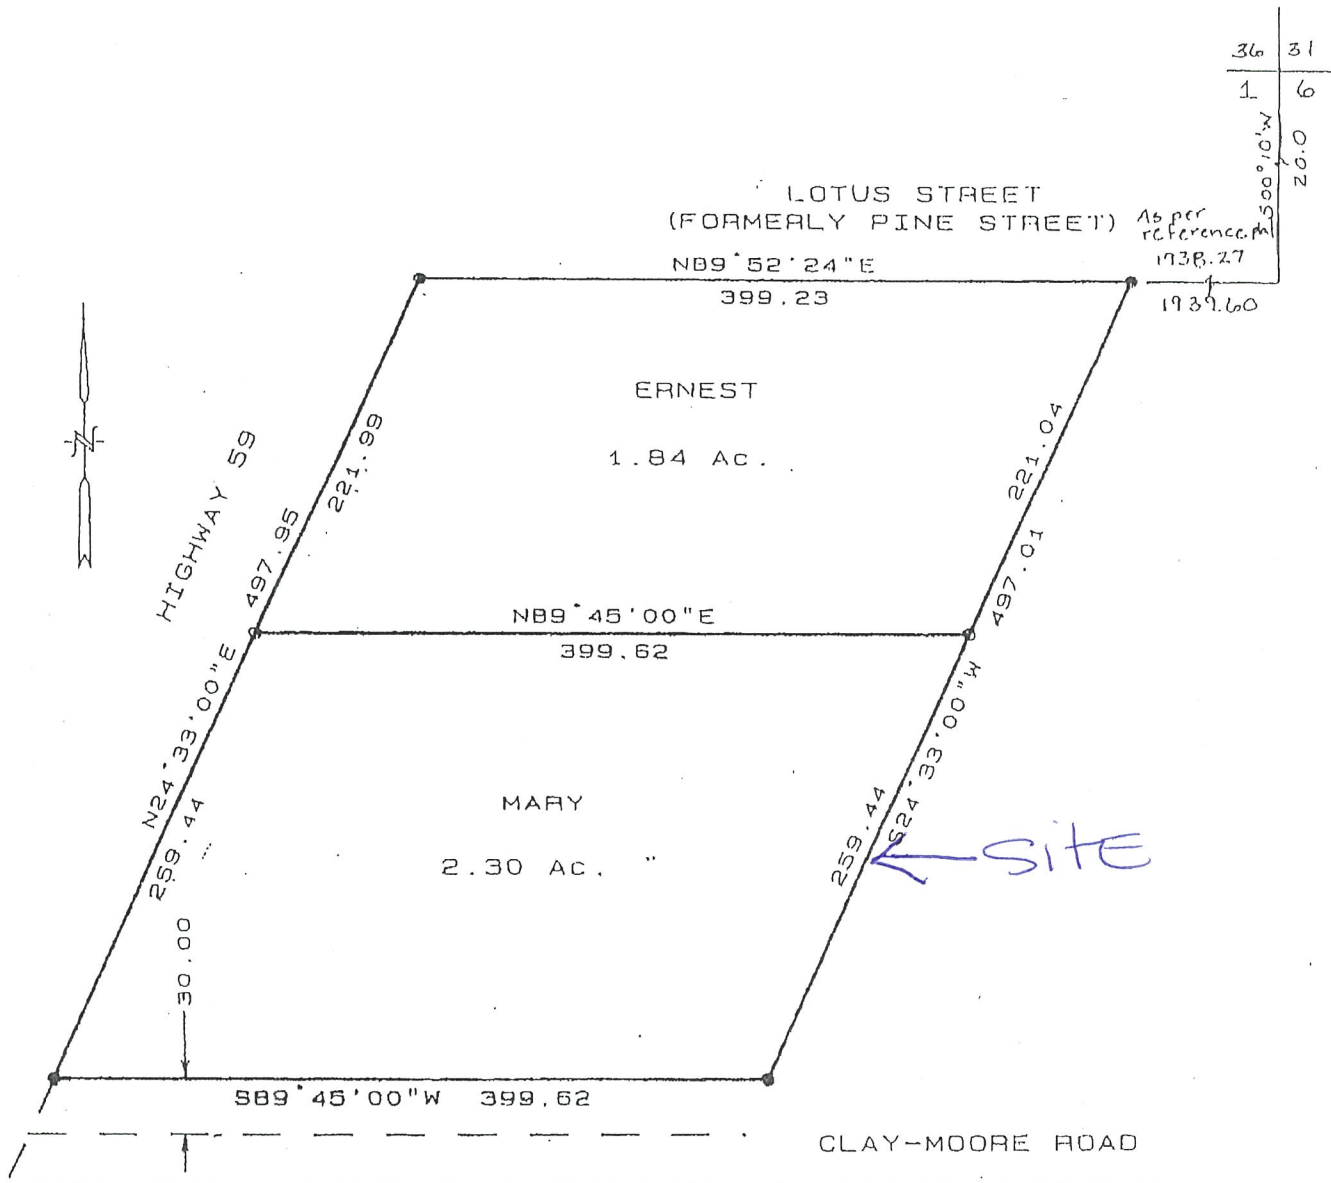 36 31
1 6
S00°10'W
20.0
LOTUS STREET
(FORMERLY PINE STREET)
As per
reference
1938.27
1939.60
N89°52'24"E
399.23
ERNEST
1.84 Ac.
HIGHWAY 59
497.95
221.99
221.04
497.01
N89°45'00"E
399.62
N24°33'00"E
259.44
S24°33'00"W
259.44
MARY
2.30 Ac.
SITE
30.00
S89°45'00"W 399.62
CLAY-MOORE ROAD
N